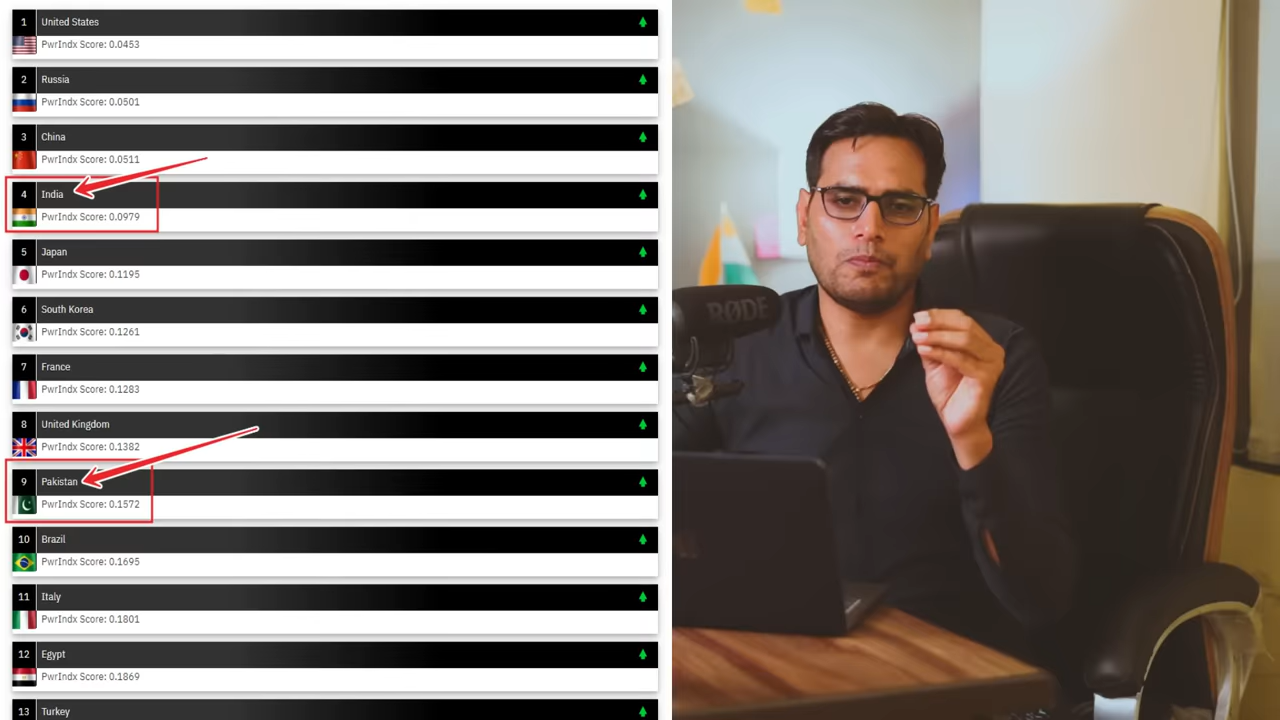 1 United States
PwrIndx Score: 0.0453
2 Russia
PwrIndx Score: 0.0501
3 China
PwrIndx Score: 0.0511
4 India
PwrIndx Score: 0.0979
5 Japan
PwrIndx Score: 0.1195
6 South Korea
PwrIndx Score: 0.1261
7 France
PwrIndx Score: 0.1283
8 United Kingdom
PwrIndx Score: 0.1382
9 Pakistan
PwrIndx Score: 0.1572
10 Brazil
PwrIndx Score: 0.1695
11 Italy
PwrIndx Score: 0.1801
12 Egypt
PwrIndx Score: 0.1869
13 Turkey
RØDE